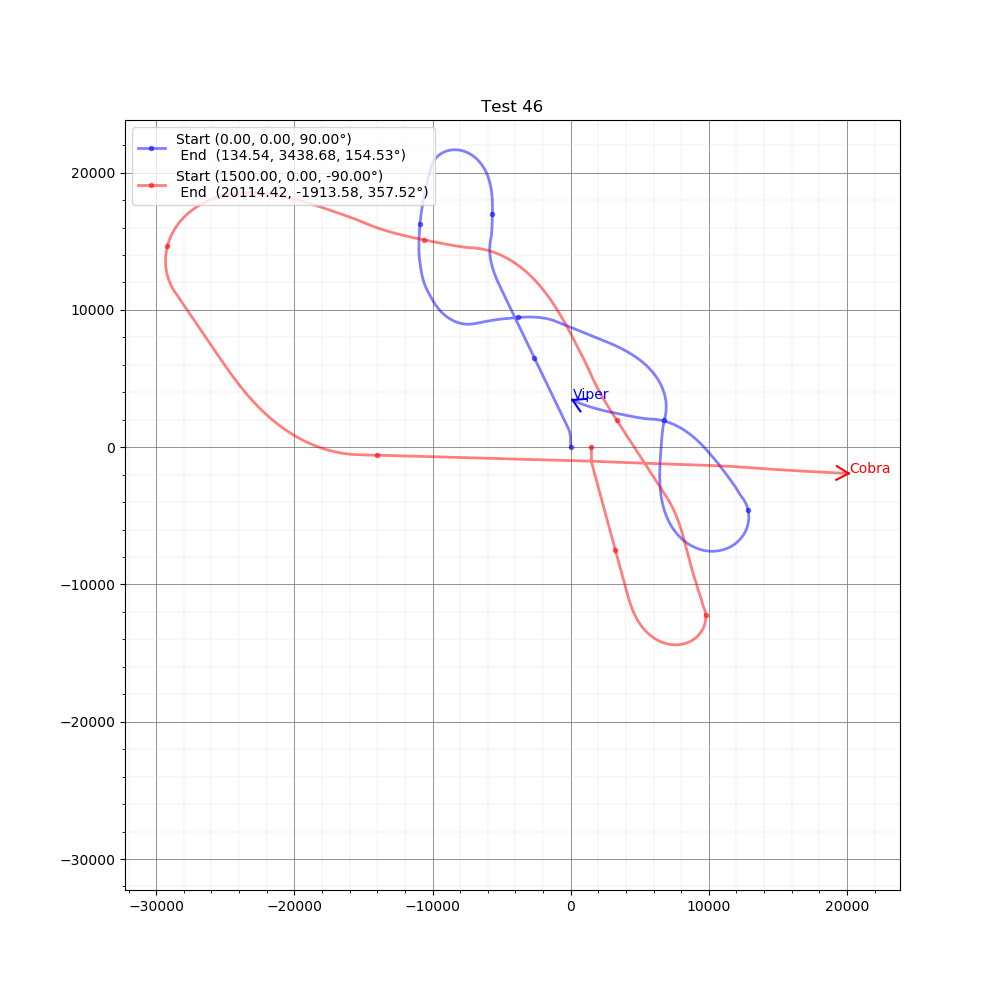 Test 46
Start (0.00, 0.00, 90.00°)
End  (134.54, 3438.68, 154.53°)
Start (1500.00, 0.00, -90.00°)
End  (20114.42, -1913.58, 357.52°)
20000
10000
0
−10000
−20000
−30000
Viper
Cobra
−30000
−20000
−10000
0
10000
20000